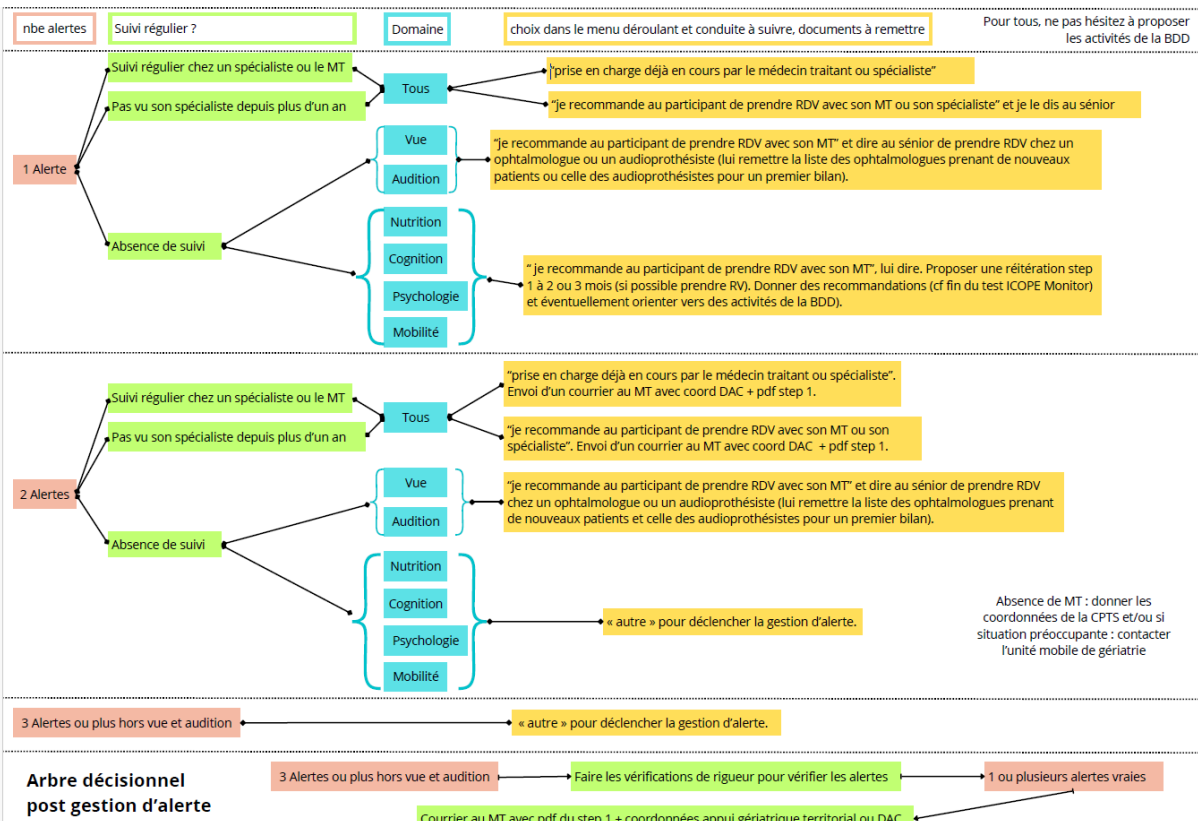 nbe alertes
Suivi régulier ?
Domaine
choix dans le menu déroulant et conduite à suivre, documents à remettre
Pour tous, ne pas hésitez à proposer
les activités de la BDD
1 Alerte
Suivi régulier chez un spécialiste ou le MT
Pas vu son spécialiste depuis plus d'un an
Tous
"prise en charge déjà en cours par le médecin traitant ou spécialiste"
"je recommande au participant de prendre RDV avec son MT ou son spécialiste" et je le dis au sénior
Absence de suivi
Vue
Audition
"je recommande au participant de prendre RDV avec son MT" et dire au sénior de prendre RDV chez un
ophtalmologue ou un audioprothésiste (lui remettre la liste des ophtalmologues prenant de nouveaux
patients ou celle des audioprothésistes pour un premier bilan).
Nutrition
Cognition
Psychologie
Mobilité
" je recommande au participant de prendre RDV avec son MT", lui dire. Proposer une réitération step
1 à 2 ou 3 mois (si possible prendre RV). Donner des recommandations (cf fin du test ICOPE Monitor)
et éventuellement orienter vers des activités de la BDD).
2 Alertes
Suivi régulier chez un spécialiste ou le MT
Pas vu son spécialiste depuis plus d'un an
Tous
"prise en charge déjà en cours par le médecin traitant ou spécialiste".
Envoi d'un courrier au MT avec coord DAC + pdf step 1.
"je recommande au participant de prendre RDV avec son MT ou son
spécialiste". Envoi d'un courrier au MT avec coord DAC + pdf step 1.
Absence de suivi
Vue
Audition
"je recommande au participant de prendre RDV avec son MT" et dire au sénior de prendre RDV
chez un ophtalmologue ou un audioprothésiste (lui remettre la liste des ophtalmologues prenant
de nouveaux patients et celle des audioprothésistes pour un premier bilan).
Nutrition
Cognition
Psychologie
Mobilité
« autre » pour déclencher la gestion d'alerte.
Absence de MT : donner les
coordonnées de la CPTS et/ou si
situation préoccupante : contacter
l'unité mobile de gériatrie
3 Alertes ou plus hors vue et audition
« autre » pour déclencher la gestion d'alerte.
Arbre décisionnel
post gestion d'alerte
3 Alertes ou plus hors vue et audition
Faire les vérifications de rigueur pour vérifier les alertes
1 ou plusieurs alertes vraies
Courrier au MT avec pdf du step 1 + coordonnées appui gériatrique territorial ou DAC